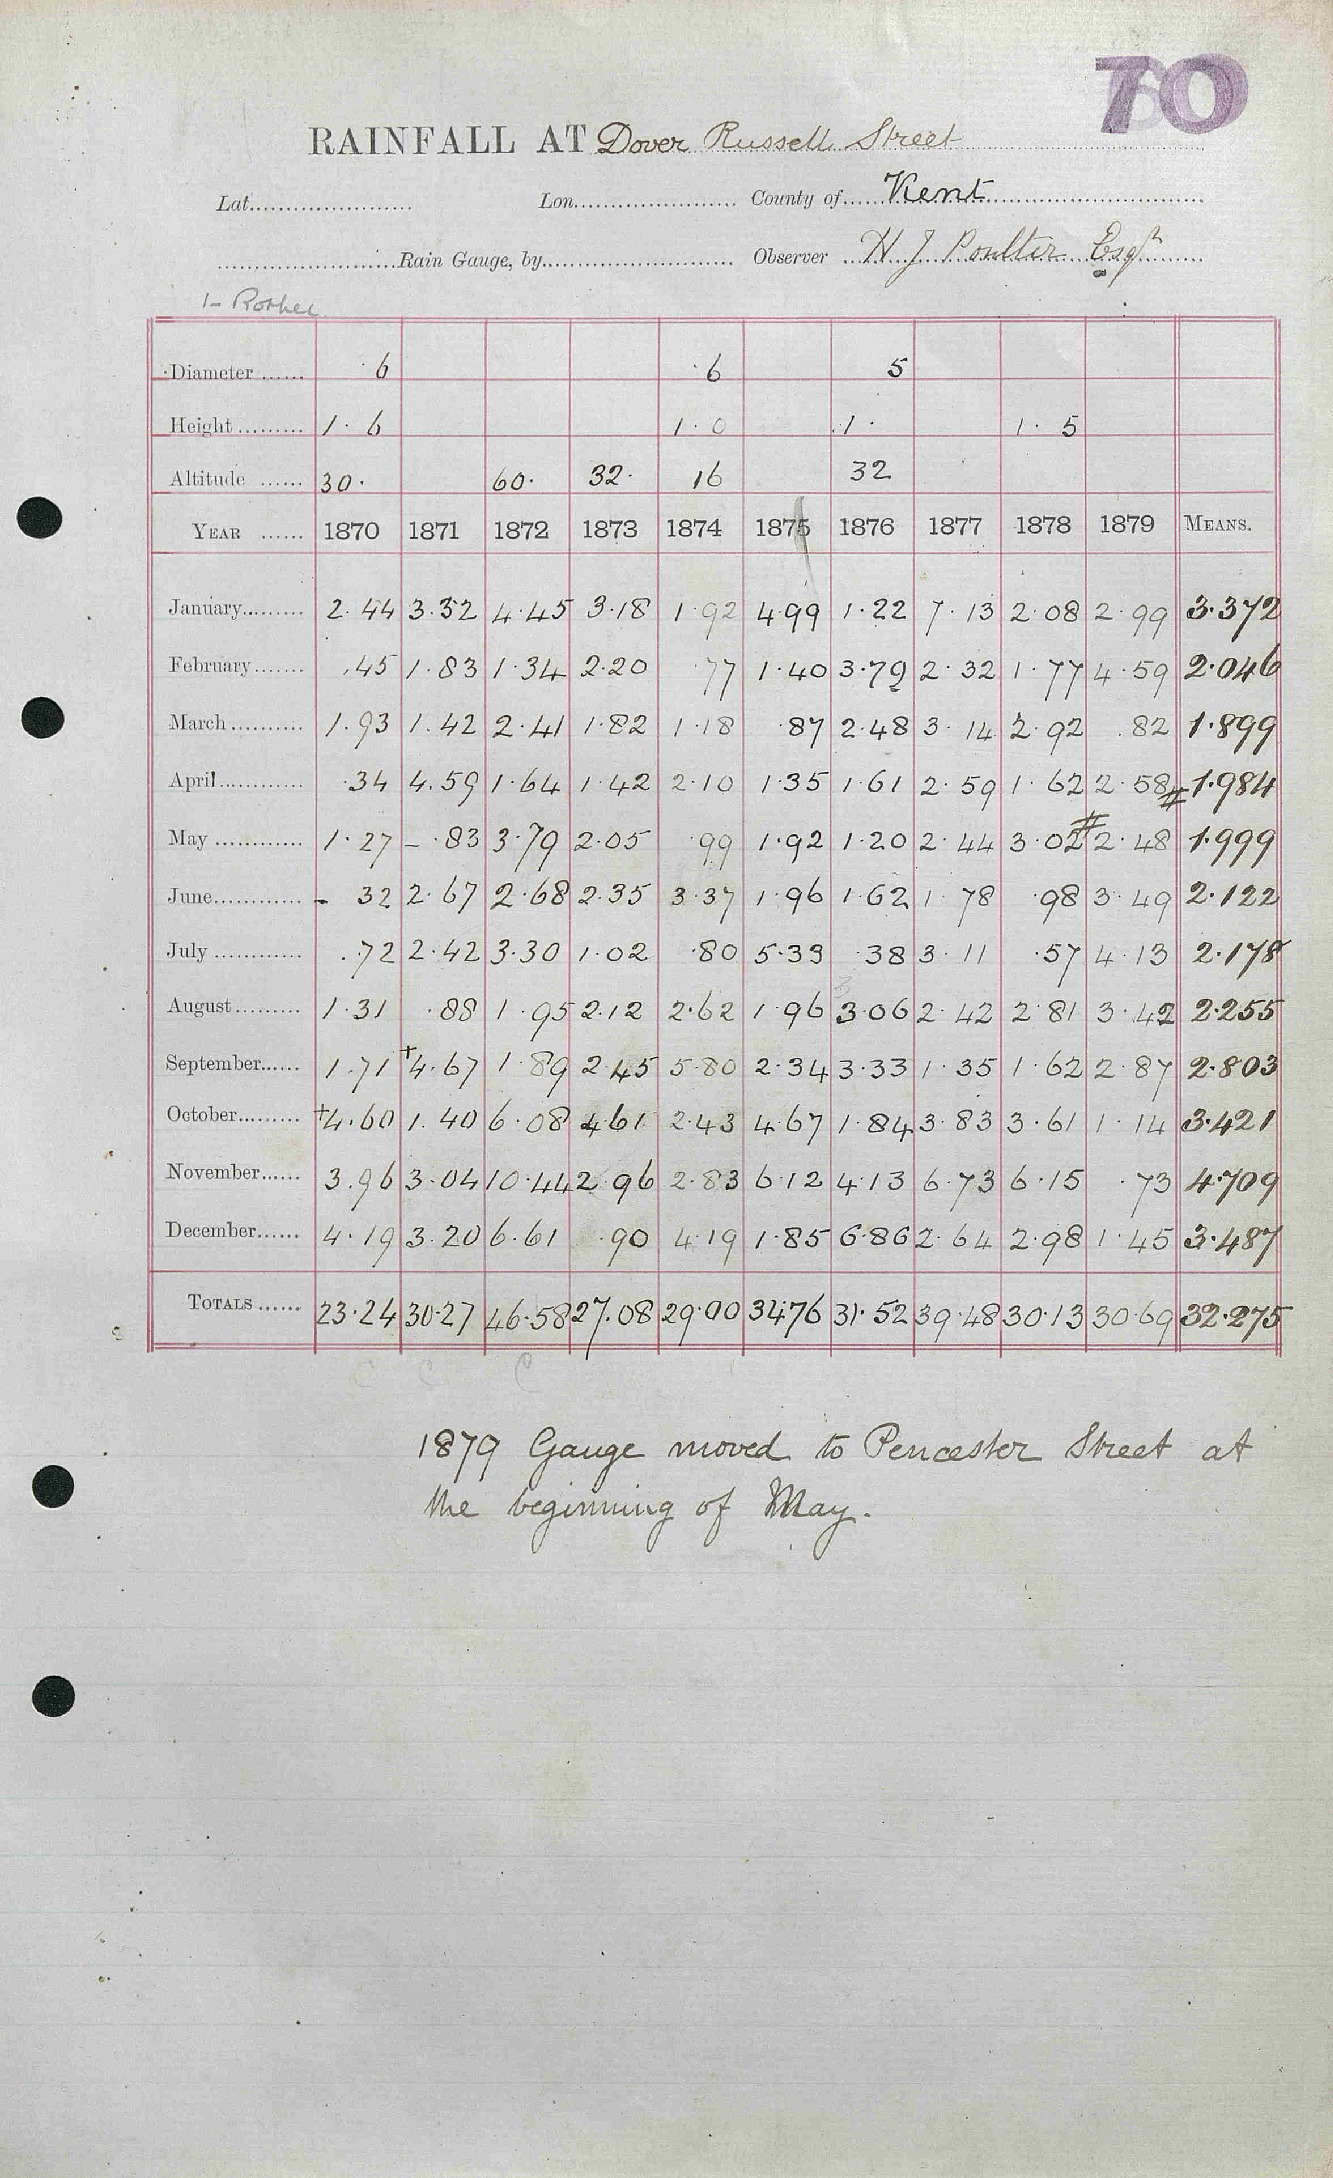 70
RAINFALL AT Dover Russell Street
Lat. Lon. County of Kent
Rain Gauge, by Observer H J Poulter Esqr
Diameter 6 6 5
Height 1·6 1·0 1· 1·5
Altitude 30· 60· 32· 16 32
YEAR 1870 1871 1872 1873 1874 1875 1876 1877 1878 1879 MEANS.
January 2.44 3.32 4.45 3.18 1.92 4.99 1.22 7.13 2.08 2.99 3.372
February .45 1.83 1.34 2.20 .77 1.40 3.79 2.32 1.77 4.59 2.046
March 1.93 1.42 2.41 1.82 1.18 .87 2.48 3.14 2.92 .82 1.899
April .34 4.59 1.64 1.42 2.10 1.35 1.61 2.59 1.62 2.58 # 1.984
May 1.27 – .83 3.79 2.05 .99 1.92 1.20 2.44 3.02 # 2.48 1.999
June – 32 2.67 2.68 2.35 3.37 1.96 1.62 1.78 .98 3.49 2.122
July .72 2.42 3.30 1.02 .80 5.33 .38 3.11 .57 4.13 2.178
August 1.31 .88 1.95 2.12 2.62 1.96 3.06 2.42 2.81 3.42 2.255
September 1.71 +4.67 1.89 2.45 5.80 2.34 3.33 1.35 1.62 2.87 2.803
October +4.60 1.40 6.08 4.61 2.43 4.67 1.84 3.83 3.61 1.14 3.421
November 3.96 3.04 10.44 2.96 2.83 6.12 4.13 6.73 6.15 .73 4.709
December 4.19 3.20 6.61 .90 4.19 1.85 6.86 2.64 2.98 1.45 3.487
TOTALS 23.24 30.27 46.58 27.08 29.00 34.76 31.52 39.48 30.13 30.69 32.275
1879 Gauge moved to Pencester Street at
the beginning of May.